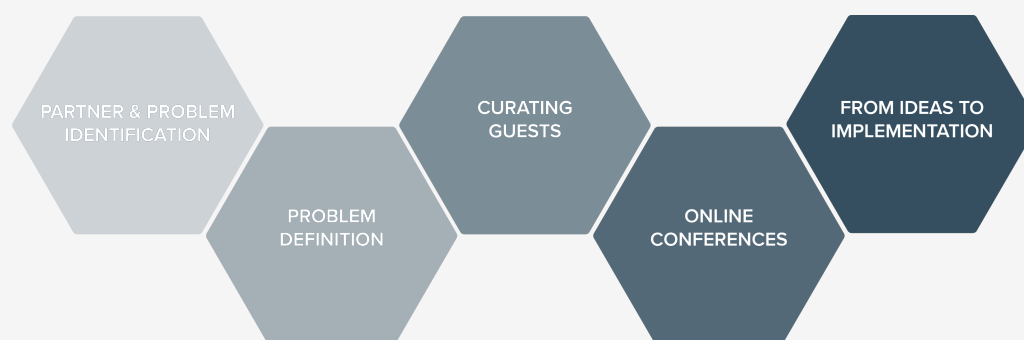 PARTNER & PROBLEM
IDENTIFICATION
PROBLEM
DEFINITION
CURATING
GUESTS
ONLINE
CONFERENCES
FROM IDEAS TO
IMPLEMENTATION